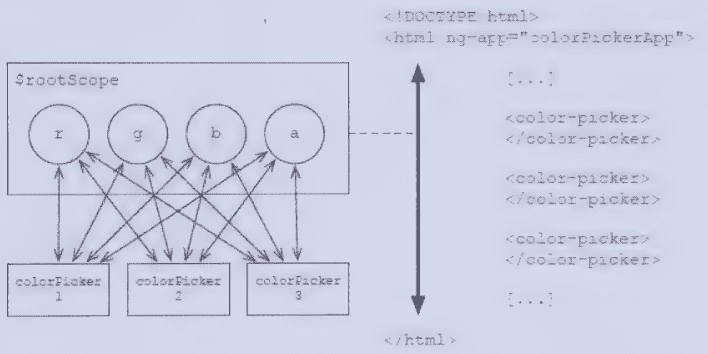 <!DOCTYPE html>
<html ng-app="colorPickerApp">
$rootScope
r g b a
[...]
<color-picker>
</color-picker>
<color-picker>
</color-picker>
<color-picker>
</color-picker>
[...]
</html>
colorPicker
1
colorPicker
2
colorPicker
3